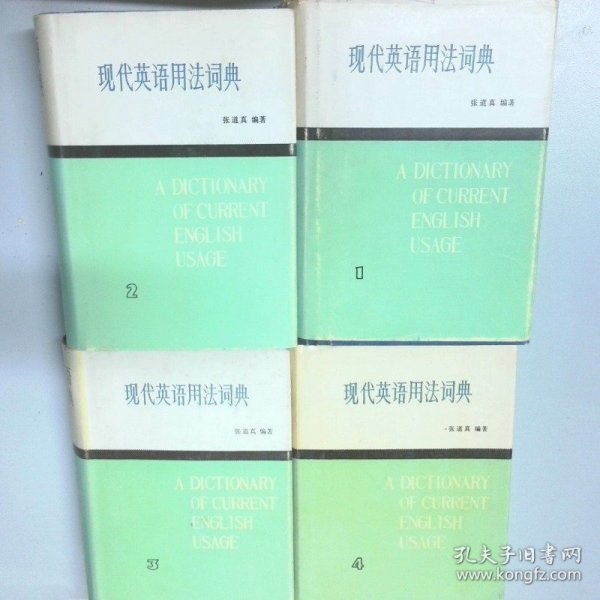 现代英语用法词典
张道真 编著
A DICTIONARY
OF CURRENT
ENGLISH
USAGE
2
现代英语用法词典
张道真 编著
A DICTIONARY
OF CURRENT
ENGLISH
USAGE
1
现代英语用法词典
张道真 编著
A DICTIONARY
OF CURRENT
ENGLISH
USAGE
3
现代英语用法词典
·张道真 编著
A DICTIONARY
OF CURRENT
ENGLISH
USAGE
4
孔夫子旧书网
www.kongfz.com